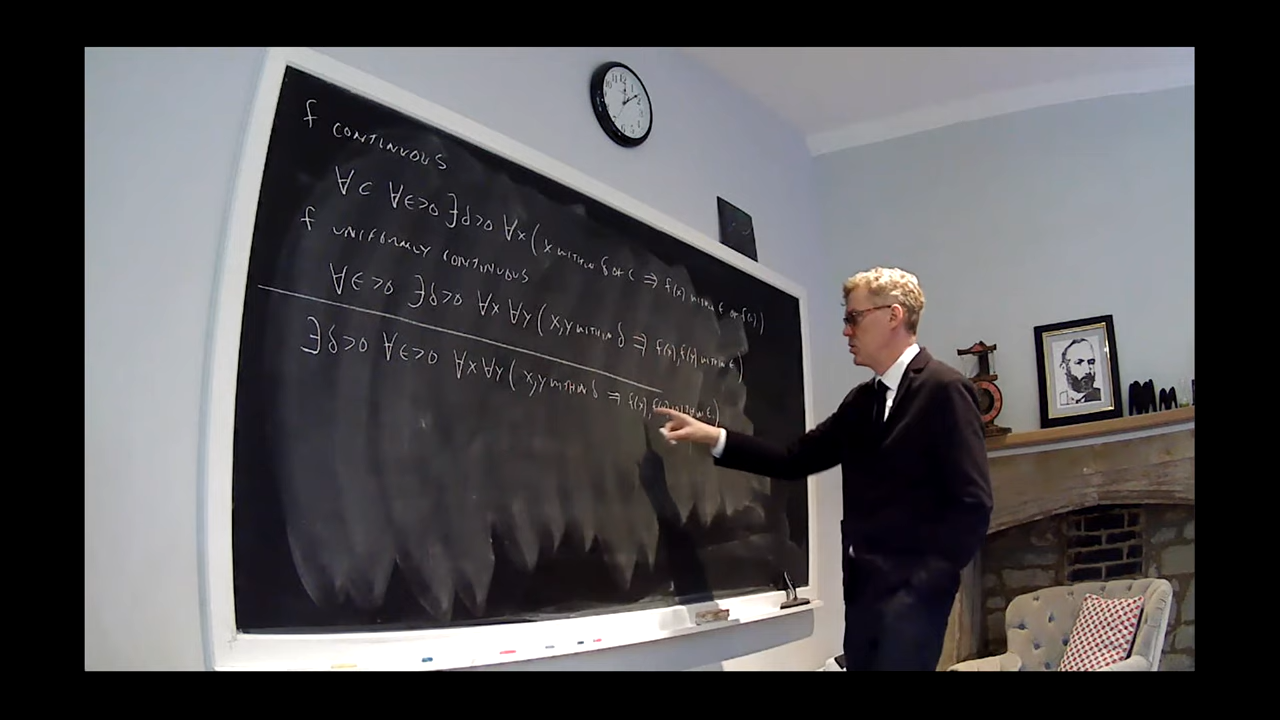 f CONTINUOUS
∀c ∀ϵ>0 ∃δ>0 ∀x (x WITHIN δ OF c ⇒ f(x) WITHIN ϵ OF f(c))
f UNIFORMLY CONTINUOUS
∀ϵ>0 ∃δ>0 ∀x ∀y (x,y WITHIN δ ⇒ f(x),f(y) WITHIN ϵ)
∃δ>0 ∀ϵ>0 ∀x ∀y (x,y WITHIN δ ⇒ f(x), f(y) WITHIN ϵ)